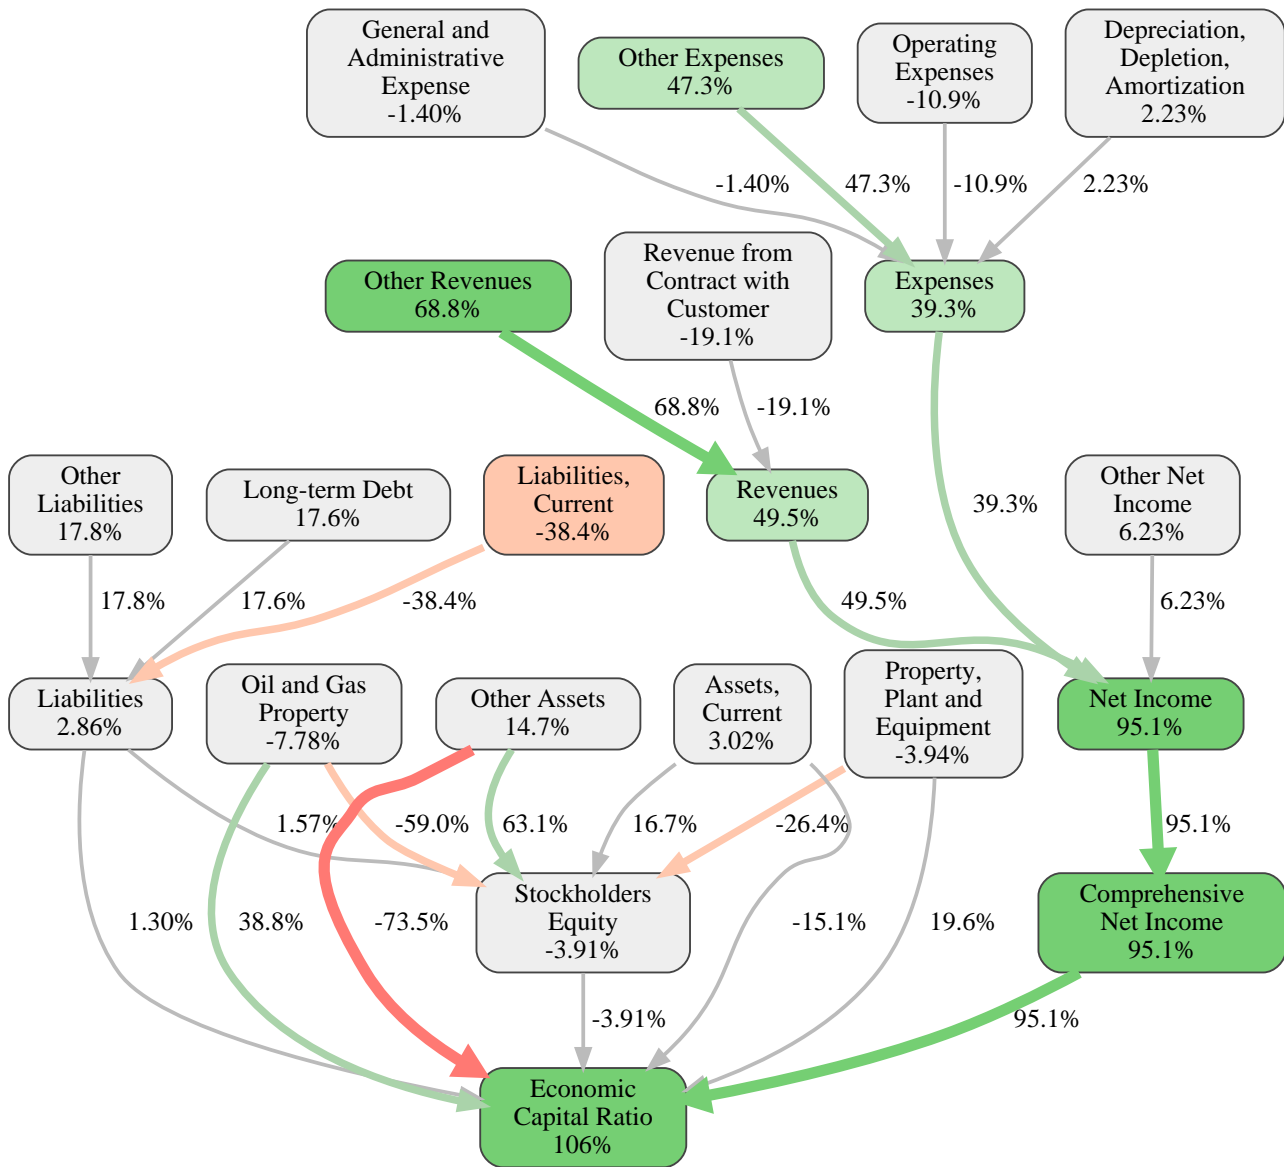 General and
Administrative
Expense
-1.40%
Other Expenses
47.3%
Operating
Expenses
-10.9%
Depreciation,
Depletion,
Amortization
2.23%
-1.40%
47.3%
-10.9%
2.23%
Other Revenues
68.8%
Revenue from
Contract with
Customer
-19.1%
Expenses
39.3%
68.8%
-19.1%
Other
Liabilities
17.8%
Long-term Debt
17.6%
Liabilities,
Current
-38.4%
Revenues
49.5%
39.3%
Other Net
Income
6.23%
17.8%
17.6%
-38.4%
49.5%
6.23%
Liabilities
2.86%
Oil and Gas
Property
-7.78%
Other Assets
14.7%
Assets,
Current
3.02%
Property,
Plant and
Equipment
-3.94%
Net Income
95.1%
1.57%
-59.0%
63.1%
16.7%
-26.4%
95.1%
1.30%
38.8%
-73.5%
Stockholders
Equity
-3.91%
-15.1%
19.6%
Comprehensive
Net Income
95.1%
-3.91%
95.1%
Economic
Capital Ratio
106%